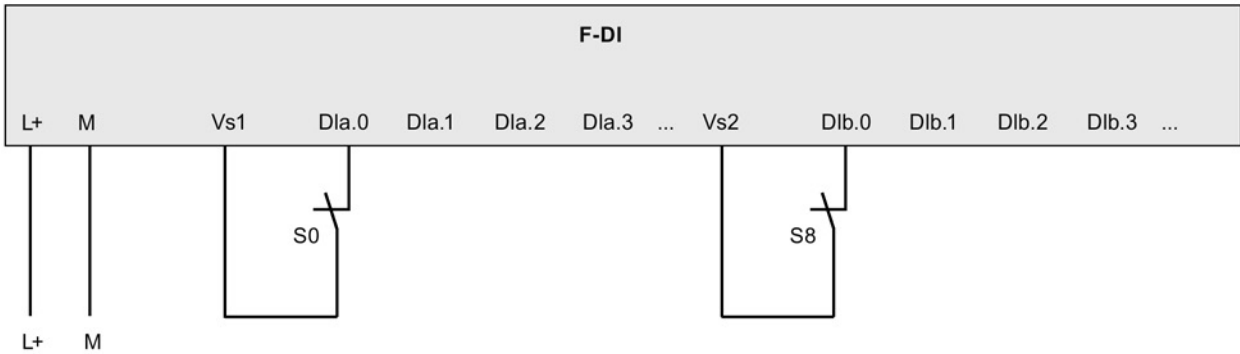 F-DI
L+ M Vs1 DIa.0 DIa.1 DIa.2 DIa.3 ... Vs2 DIb.0 DIb.1 DIb.2 DIb.3 ...
S0 S8
L+ M